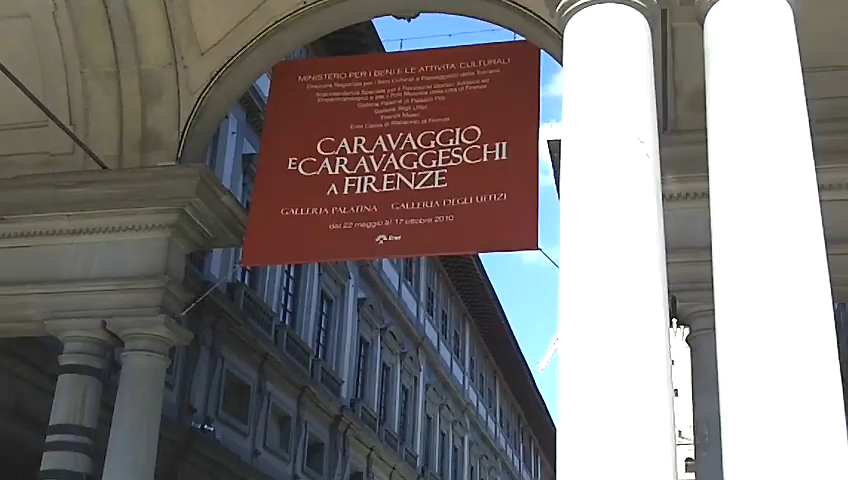 MINISTERO PER I BENI E LE ATTIVITÀ CULTURALI
Direzione Regionale per i Beni Culturali e Paesaggistici della Toscana
Soprintendenza Speciale per il Patrimonio Storico, Artistico ed
Etnoantropologico e per il Polo Museale della città di Firenze
Galleria Palatina di Palazzo Pitti
Galleria degli Uffizi
Firenze Musei
Ente Cassa di Risparmio di Firenze
CARAVAGGIO
E CARAVAGGESCHI
A FIRENZE
GALLERIA PALATINA GALLERIA DEGLI UFFIZI
dal 22 maggio al 17 ottobre 2010
Enel